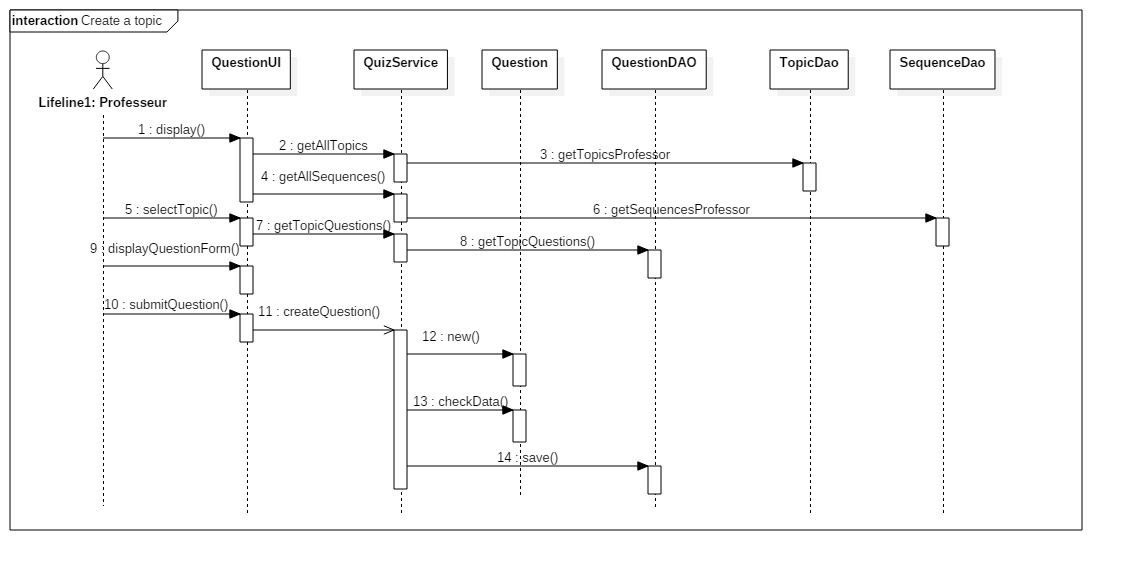 interaction Create a topic
QuestionUI
QuizService
Question
QuestionDAO
TopicDao
SequenceDao
Lifeline1: Professeur
1 : display()
2 : getAllTopics
3 : getTopicsProfessor
4 : getAllSequences()
5 : selectTopic()
6 : getSequencesProfessor
7 : getTopicQuestions()
8 : getTopicQuestions()
9 : displayQuestionForm()
10 : submitQuestion()
11 : createQuestion()
12 : new()
13 : checkData()
14 : save()